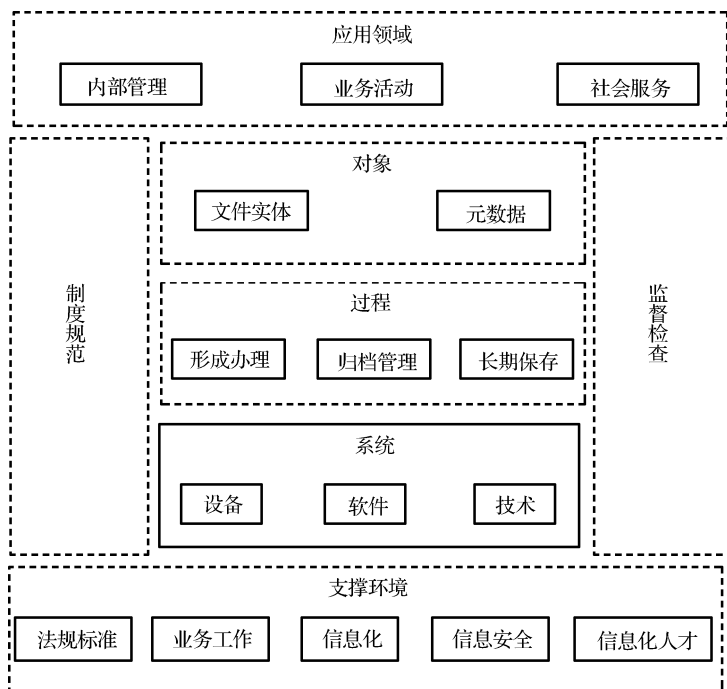 应用领域
内部管理
业务活动
社会服务
对象
文件实体
元数据
制度规范
过程
形成办理
归档管理
长期保存
监督检查
系统
设备
软件
技术
支撑环境
法规标准
业务工作
信息化
信息安全
信息化人才